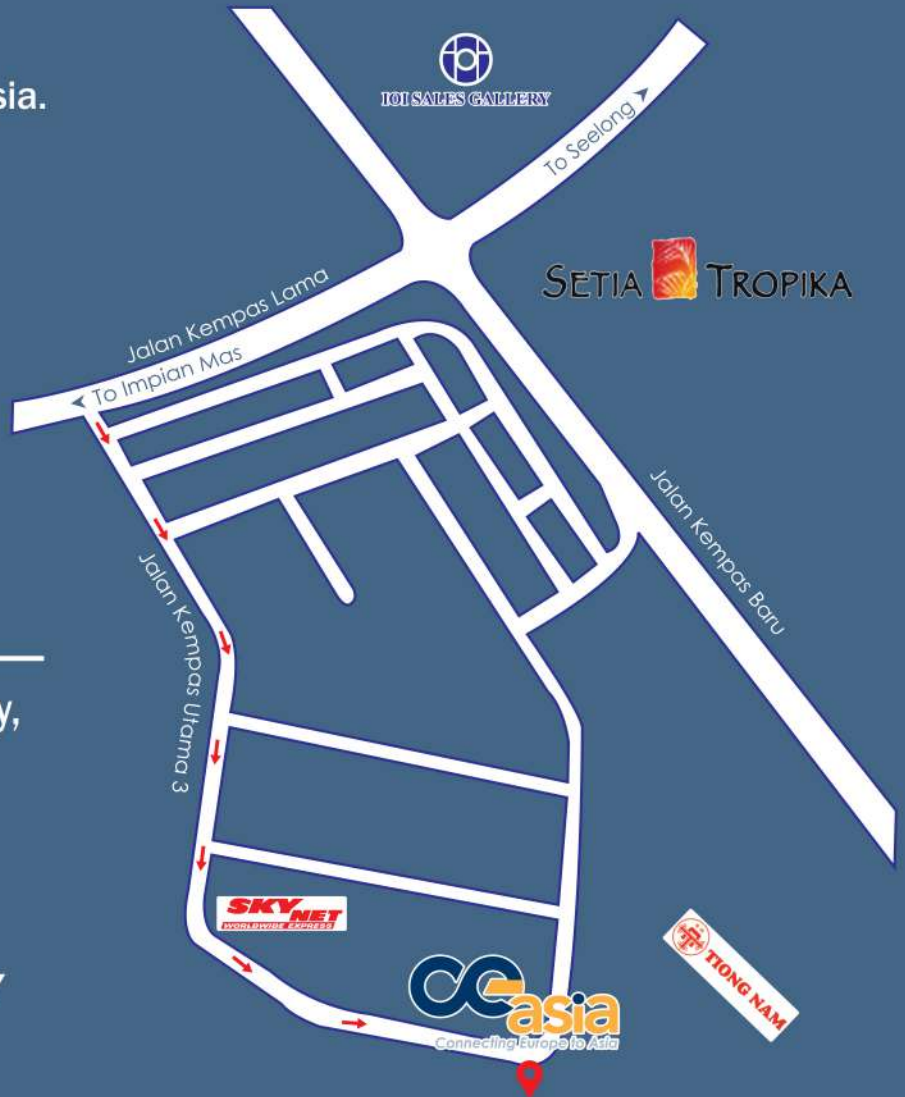 sia.
IOI SALES GALLERY
To Seelong
SETIA TROPIKA
Jalan Kempas Lama
To Impian Mas
Jalan Kempas Baru
Jalan Kempas Utama 3
y,
SKYNET
WORLDWIDE EXPRESS
TIONG NAM
CEasia
Connecting Europe to Asia